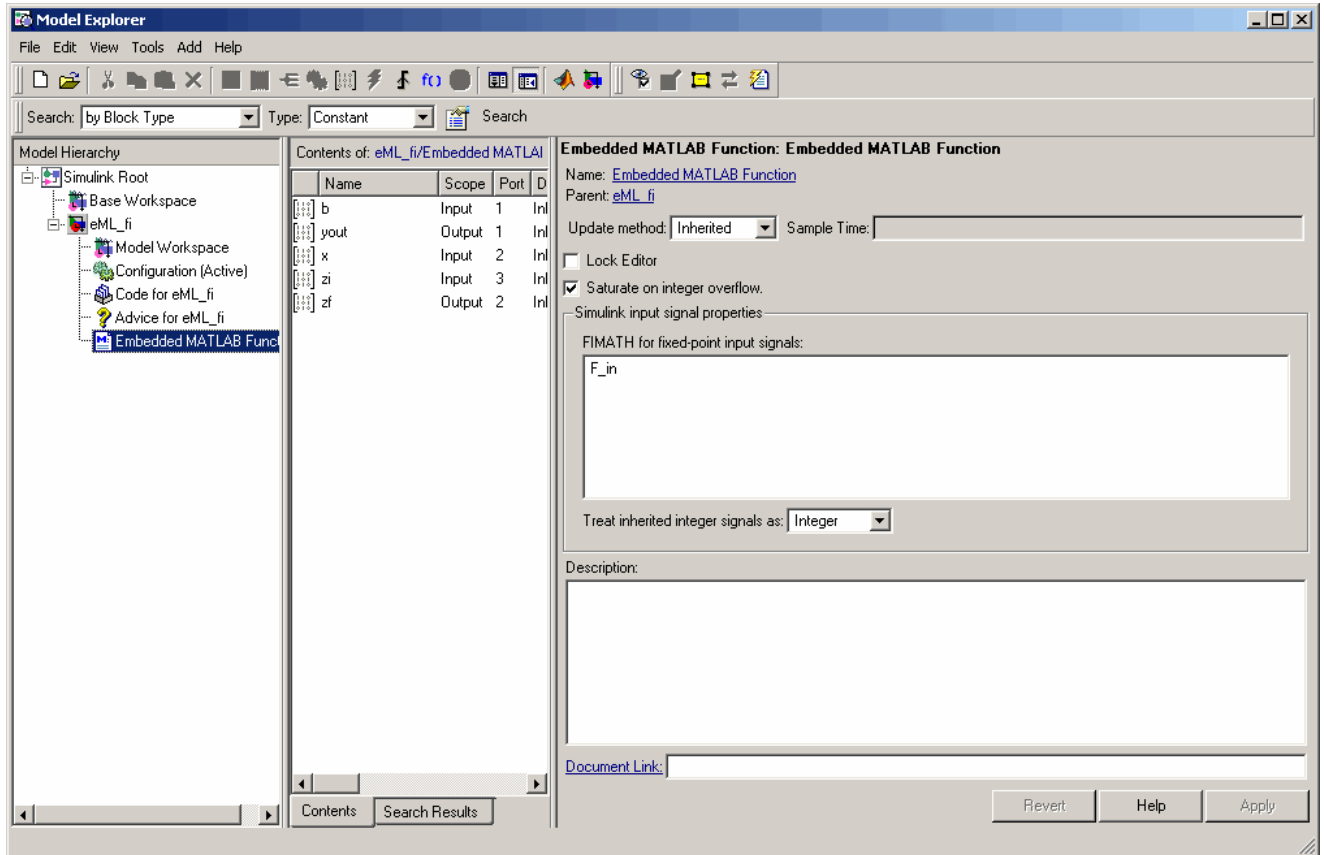 Model Explorer
File Edit View Tools Add Help
Search: by Block Type Type: Constant Search
Model Hierarchy
Simulink Root
Base Workspace
eML_fi
Model Workspace
Configuration (Active)
Code for eML_fi
Advice for eML_fi
Embedded MATLAB Funct
Contents of: eML_fi/Embedded MATLAI
Name Scope Port D
b Input 1 Inl
yout Output 1 Inl
x Input 2 Inl
zi Input 3 Inl
zf Output 2 Inl
Contents Search Results
Embedded MATLAB Function: Embedded MATLAB Function
Name: Embedded MATLAB Function
Parent: eML_fi
Update method: Inherited Sample Time:
Lock Editor
Saturate on integer overflow.
Simulink input signal properties
FIMATH for fixed-point input signals:
F_in
Treat inherited integer signals as: Integer
Description:
Document Link:
Revert Help Apply